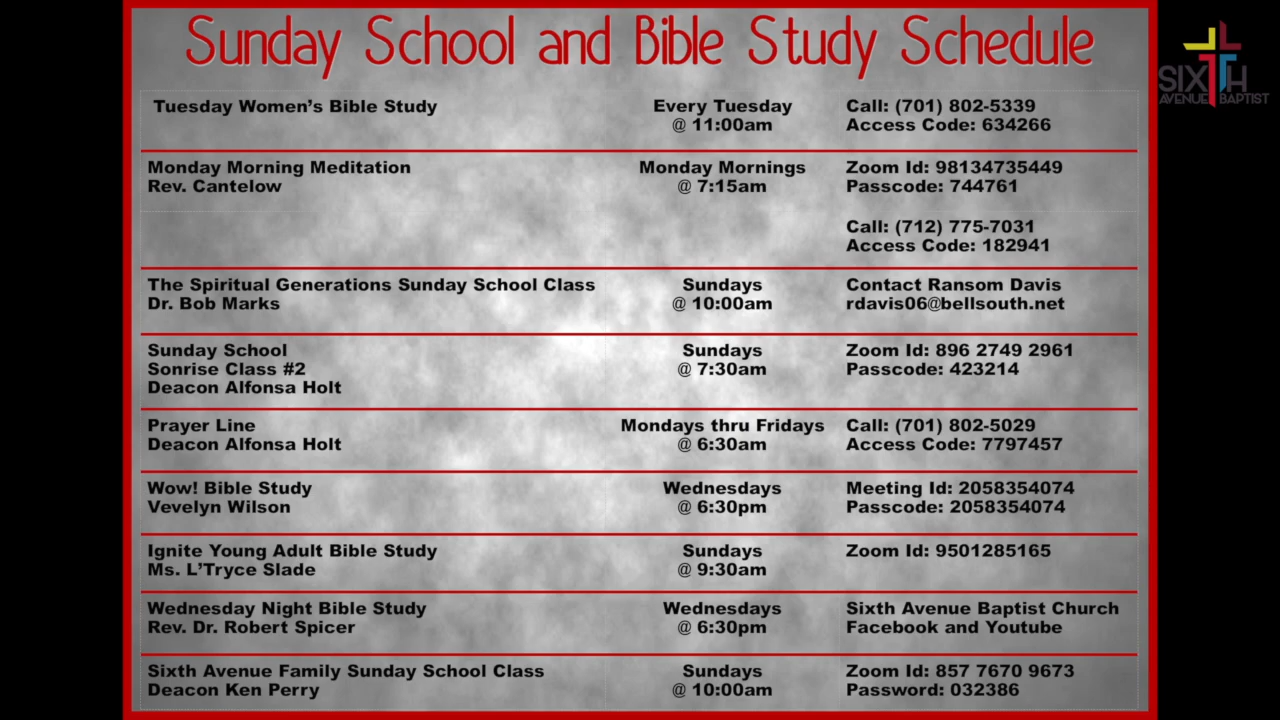 Sunday School and Bible Study Schedule
SIXTH
AVENUE BAPTIST
Tuesday Women's Bible Study
Every Tuesday
@ 11:00am
Call: (701) 802-5339
Access Code: 634266
Monday Morning Meditation
Rev. Cantelow
Monday Mornings
@ 7:15am
Zoom Id: 98134735449
Passcode: 744761
Call: (712) 775-7031
Access Code: 182941
The Spiritual Generations Sunday School Class
Dr. Bob Marks
Sundays
@ 10:00am
Contact Ransom Davis
rdavis06@bellsouth.net
Sunday School
Sonrise Class #2
Deacon Alfonsa Holt
Sundays
@ 7:30am
Zoom Id: 896 2749 2961
Passcode: 423214
Prayer Line
Deacon Alfonsa Holt
Mondays thru Fridays
@ 6:30am
Call: (701) 802-5029
Access Code: 7797457
Wow! Bible Study
Vevelyn Wilson
Wednesdays
@ 6:30pm
Meeting Id: 2058354074
Passcode: 2058354074
Ignite Young Adult Bible Study
Ms. L'Tryce Slade
Sundays
@ 9:30am
Zoom Id: 9501285165
Wednesday Night Bible Study
Rev. Dr. Robert Spicer
Wednesdays
@ 6:30pm
Sixth Avenue Baptist Church
Facebook and Youtube
Sixth Avenue Family Sunday School Class
Deacon Ken Perry
Sundays
@ 10:00am
Zoom Id: 857 7670 9673
Password: 032386